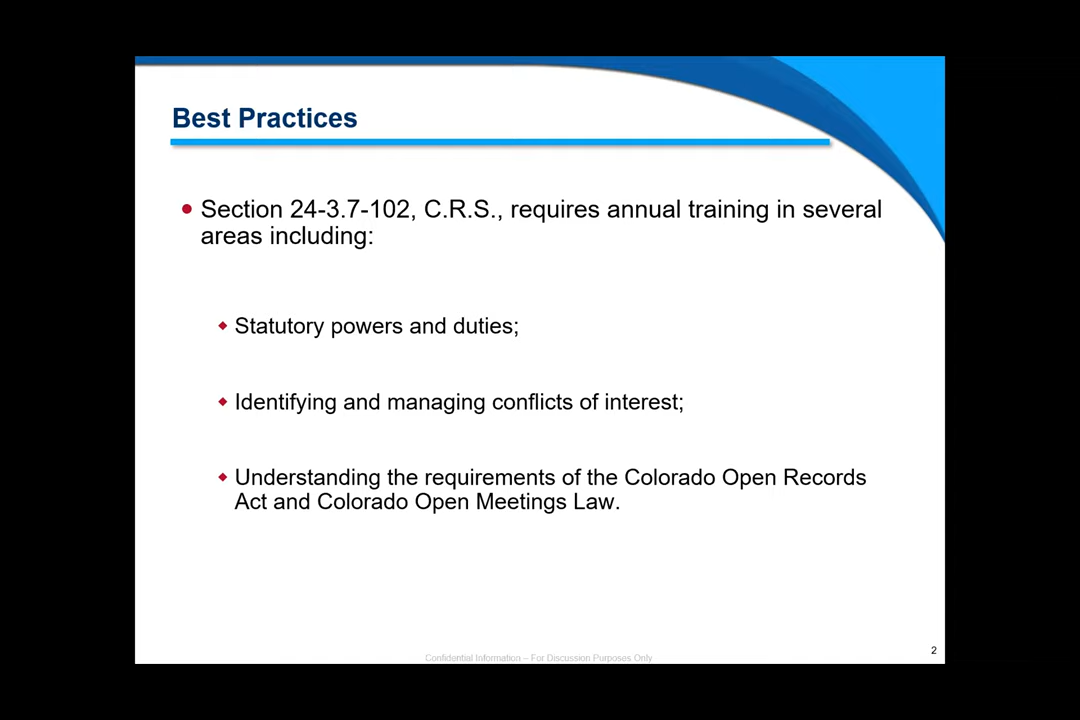 Best Practices
Section 24-3.7-102, C.R.S., requires annual training in several
areas including:
Statutory powers and duties;
Identifying and managing conflicts of interest;
Understanding the requirements of the Colorado Open Records
Act and Colorado Open Meetings Law.
Confidential Information – For Discussion Purposes Only
2